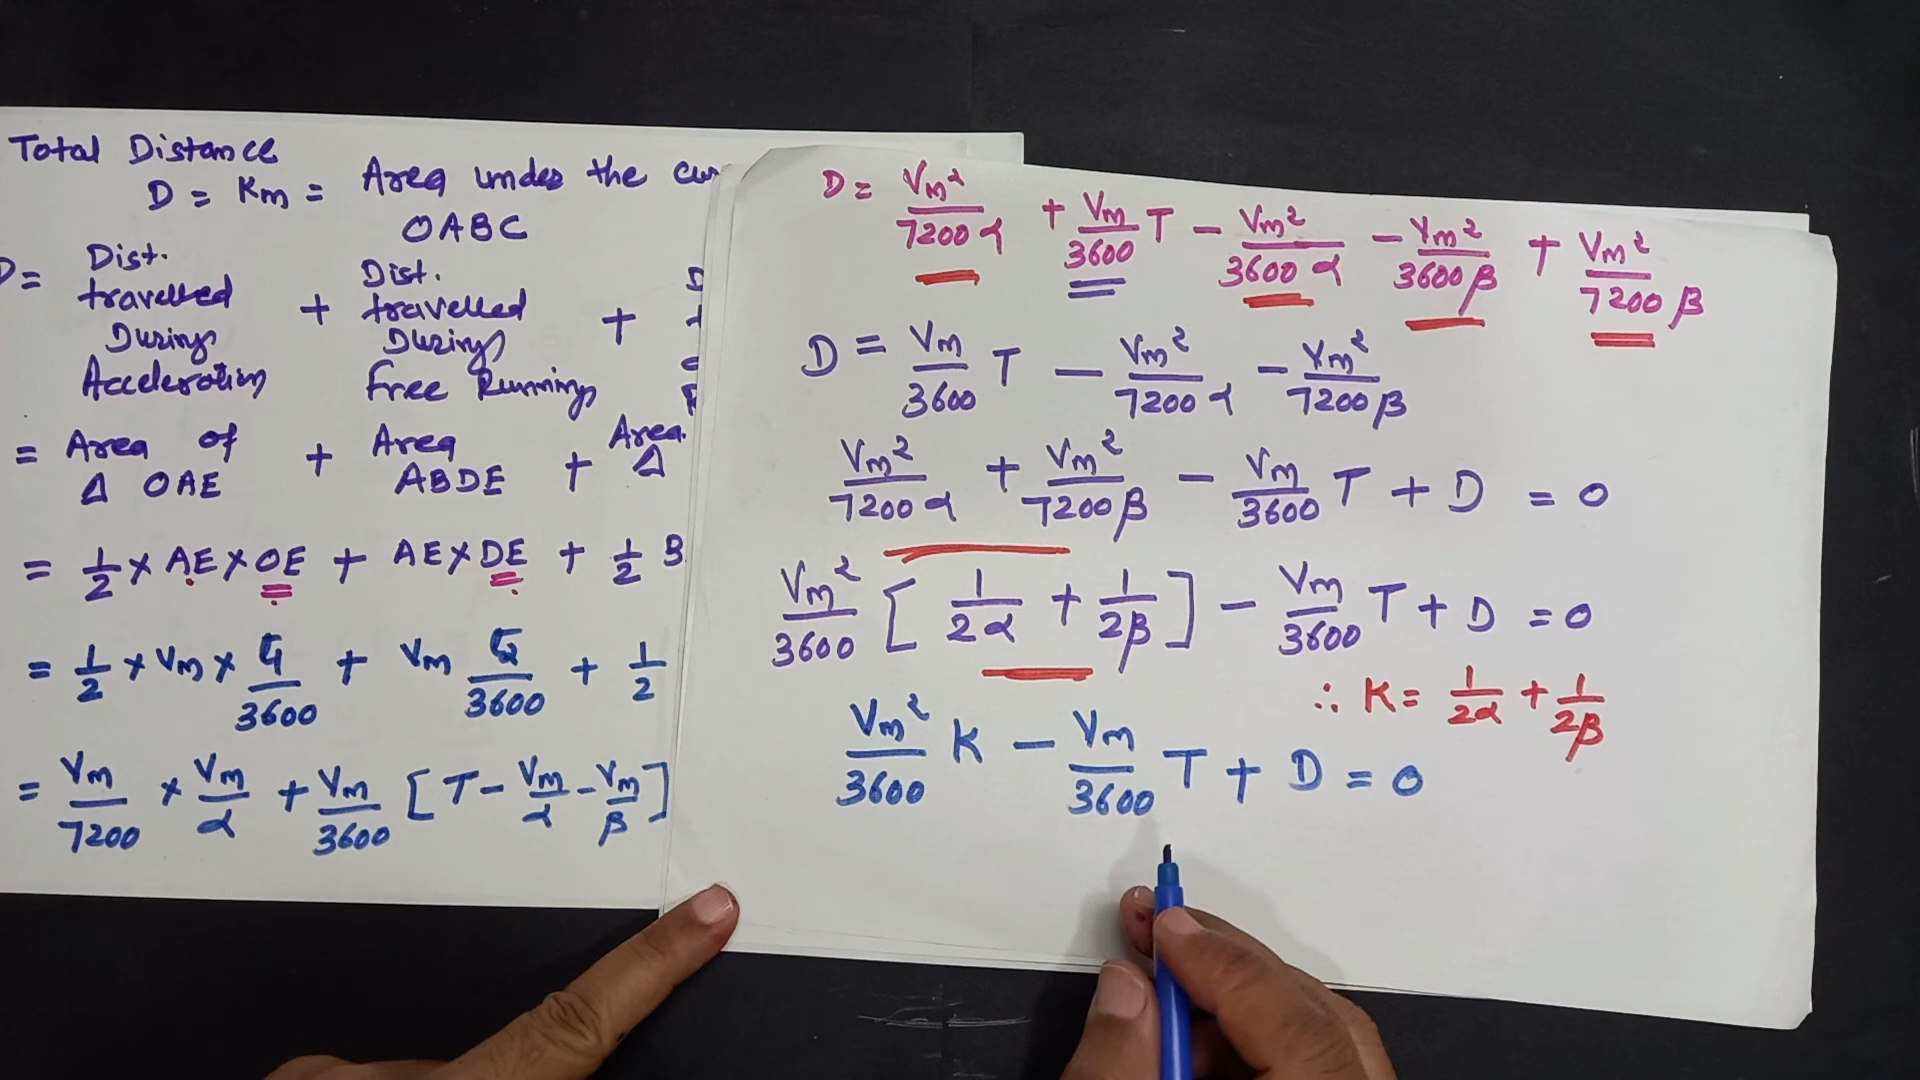 Total Distance
D = Km = Area under the cur
OABC
D = Dist. travelled During Acceleration + Dist. travelled During Free Running + D
= Area of Δ OAE + Area ABDE + Area Δ
= 1/2 × AE × OE + AE × DE + 1/2 B
= 1/2 × Vm × t1/3600 + Vm t2/3600 + 1/2
= Vm/7200 × Vm/α + Vm/3600 [T - Vm/α - Vm/β]
D = Vm²/7200α + Vm/3600 T - Vm²/3600α - Vm²/3600β + Vm²/7200β
D = Vm/3600 T - Vm²/7200α - Vm²/7200β
Vm²/7200α + Vm²/7200β - Vm/3600 T + D = 0
Vm²/3600 [1/2α + 1/2β] - Vm/3600 T + D = 0
∴ K = 1/2α + 1/2β
Vm²/3600 K - Vm/3600 T + D = 0